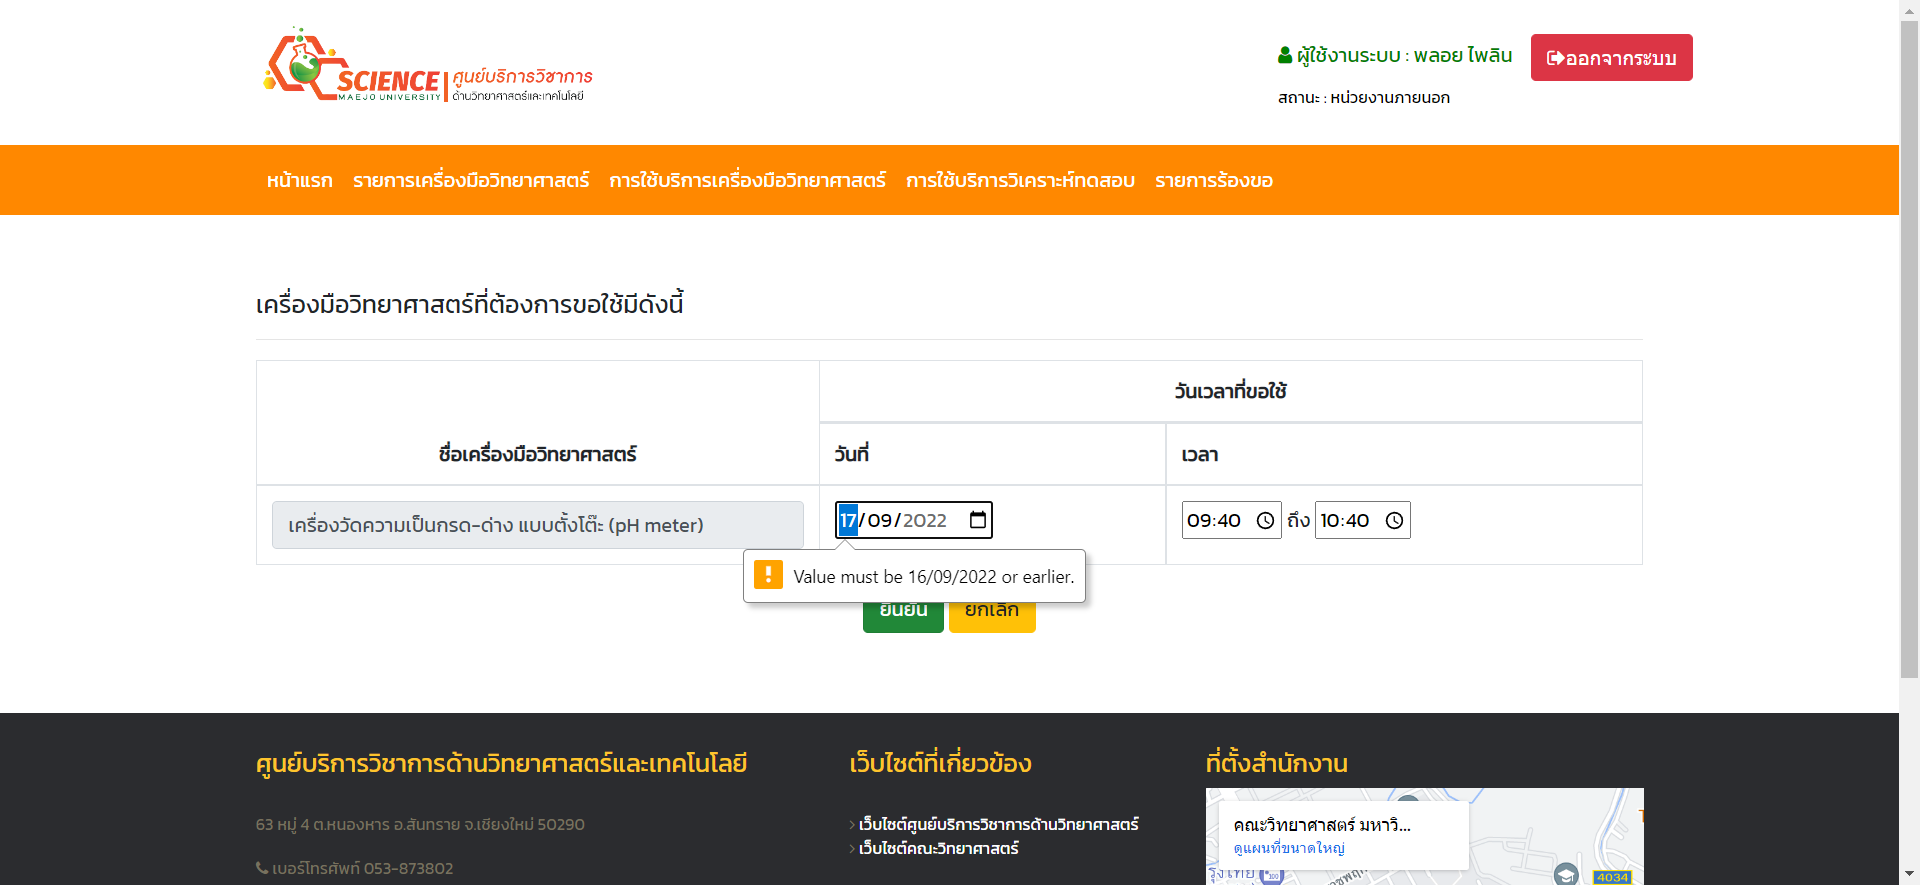 SCIENCE
MAEJO UNIVERSITY
ศูนย์บริการวิชาการ
ด้านวิทยาศาสตร์และเทคโนโลยี
ผู้ใช้งานระบบ : พลอย ไพลิน
ออกจากระบบ
สถานะ : หน่วยงานภายนอก
หน้าแรก รายการเครื่องมือวิทยาศาสตร์ การใช้บริการเครื่องมือวิทยาศาสตร์ การใช้บริการวิเคราะห์ทดสอบ รายการร้องขอ
เครื่องมือวิทยาศาสตร์ที่ต้องการขอใช้มีดังนี้
วันเวลาที่ขอใช้
ชื่อเครื่องมือวิทยาศาสตร์ วันที่ เวลา
เครื่องวัดความเป็นกรด-ด่าง แบบตั้งโต๊ะ (pH meter) 17/09/2022 09:40 ถึง 10:40
Value must be 16/09/2022 or earlier.
ยืนยัน ยกเลิก
ศูนย์บริการวิชาการด้านวิทยาศาสตร์และเทคโนโลยี
63 หมู่ 4 ต.หนองหาร อ.สันทราย จ.เชียงใหม่ 50290
เบอร์โทรศัพท์ 053-873802
เว็บไซต์ที่เกี่ยวข้อง
> เว็บไซต์ศูนย์บริการวิชาการด้านวิทยาศาสตร์
> เว็บไซต์คณะวิทยาศาสตร์
ที่ตั้งสำนักงาน
คณะวิทยาศาสตร์ มหาวิ...
ดูแผนที่ขนาดใหญ่
4034